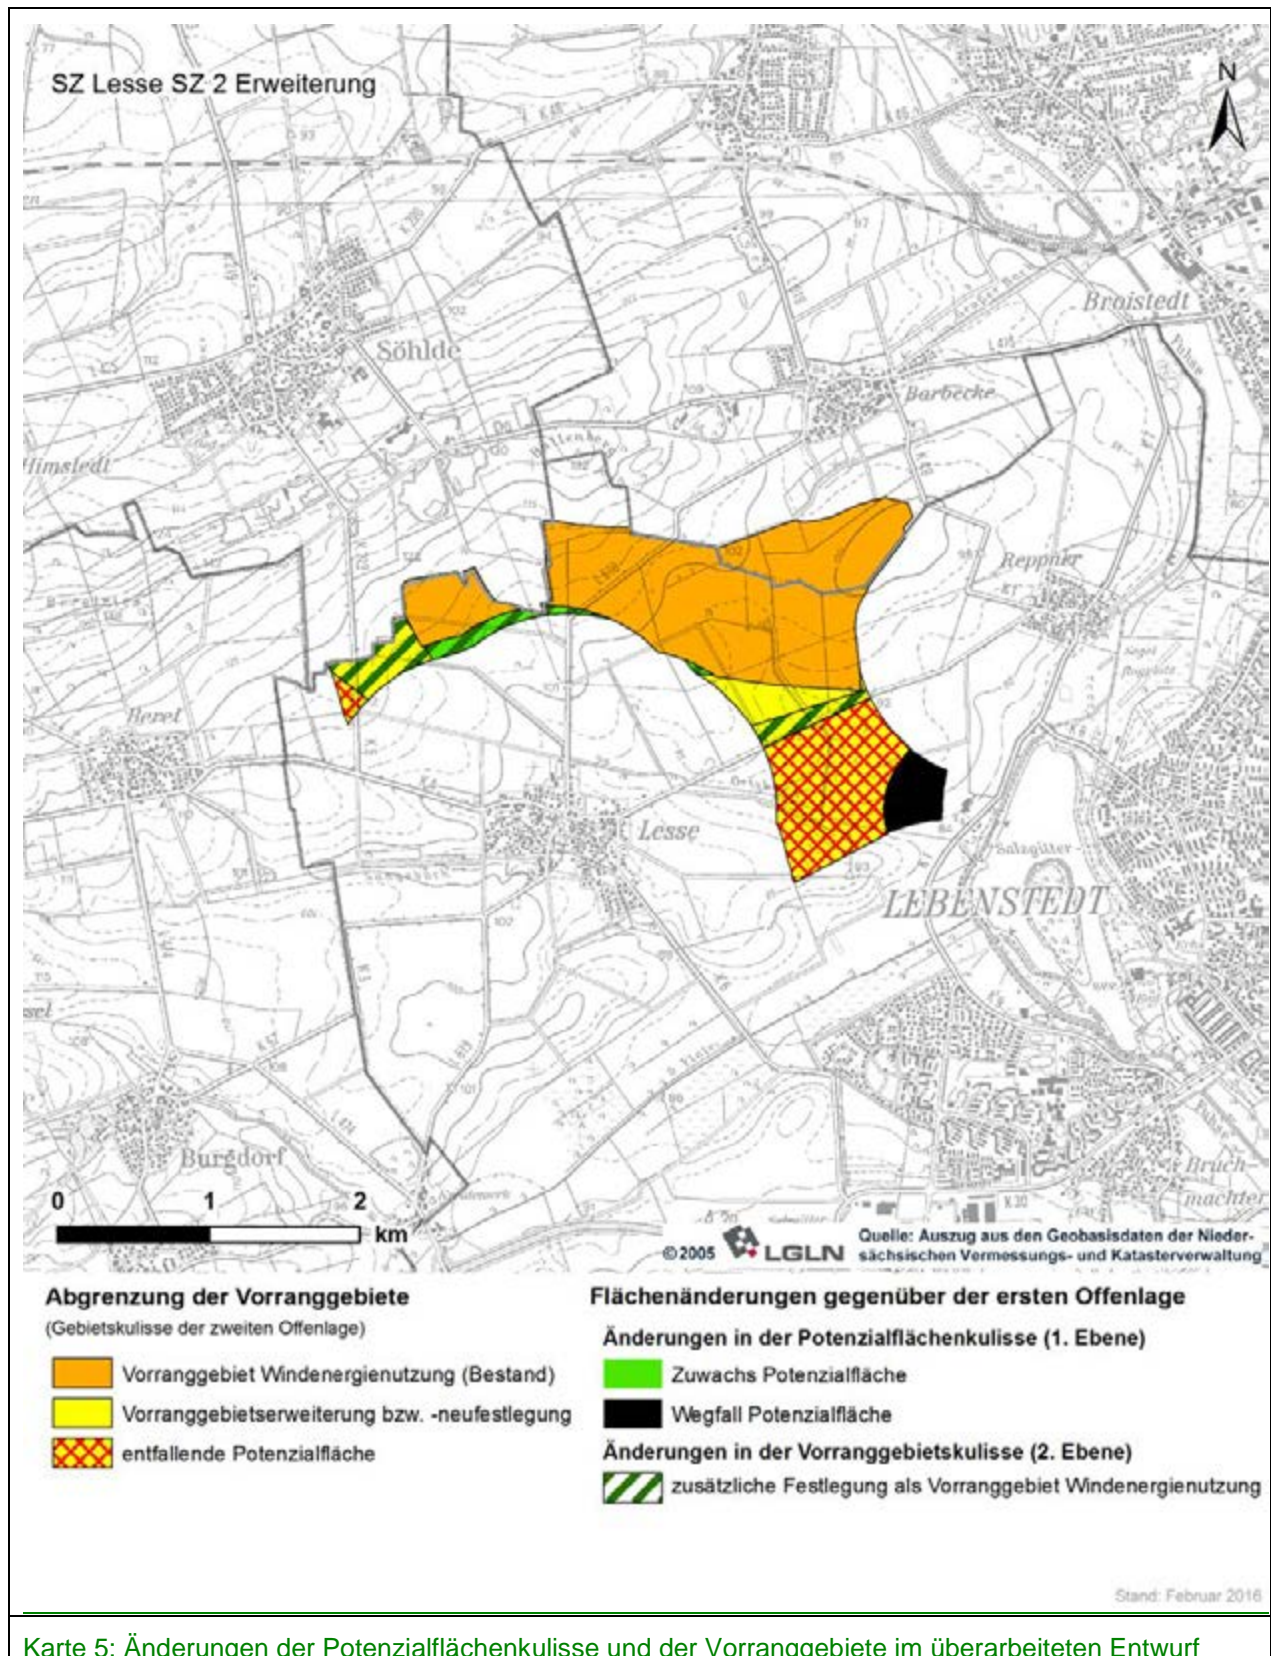 SZ Lesse SZ 2 Erweiterung
N
Broistedt
Söhlde
Barbecke
Himstedt
Reppner
Berel
Lesse
Salzgitter-
LEBENSTEDT
Burgdorf
Bruch-
machter
0 1 2
km
©2005 LGLN
Quelle: Auszug aus den Geobasisdaten der Nieder-
sächsischen Vermessungs- und Katasterverwaltung
Abgrenzung der Vorranggebiete
(Gebietskulisse der zweiten Offenlage)
Vorranggebiet Windenergienutzung (Bestand)
Vorranggebietserweiterung bzw. -neufestlegung
entfallende Potenzialfläche
Flächenänderungen gegenüber der ersten Offenlage
Änderungen in der Potenzialflächenkulisse (1. Ebene)
Zuwachs Potenzialfläche
Wegfall Potenzialfläche
Änderungen in der Vorranggebietskulisse (2. Ebene)
zusätzliche Festlegung als Vorranggebiet Windenergienutzung
Stand: Februar 2016
Karte 5: Änderungen der Potenzialflächenkulisse und der Vorranggebiete im überarbeiteten Entwurf